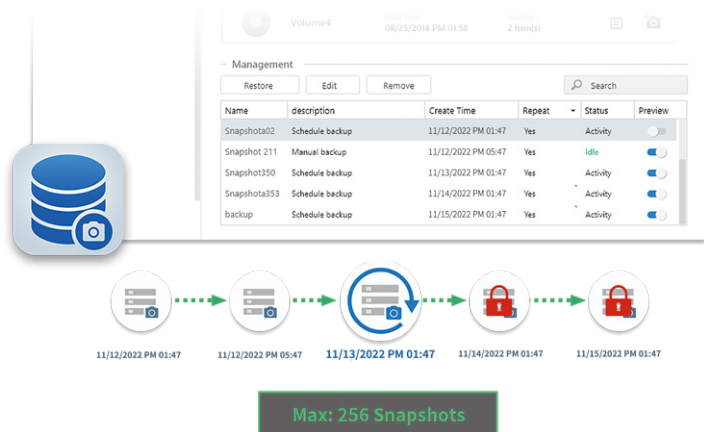 Volume4
08/25/2018 PM 01:58
2 Item(s)
Management
Restore Edit Remove Search
Name description Create Time Repeat Status Preview
Snapshota02 Schedule backup 11/12/2022 PM 01:47 Yes Activity
Snapshot 211 Manual backup 11/12/2022 PM 05:47 Yes Idle
Snapshot350 Schedule backup 11/13/2022 PM 01:47 Yes Activity
Snapshota353 Schedule backup 11/14/2022 PM 01:47 Yes Activity
backup Schedule backup 11/15/2022 PM 01:47 Yes Activity
11/12/2022 PM 01:47 11/12/2022 PM 05:47 11/13/2022 PM 01:47 11/14/2022 PM 01:47 11/15/2022 PM 01:47
Max: 256 Snapshots